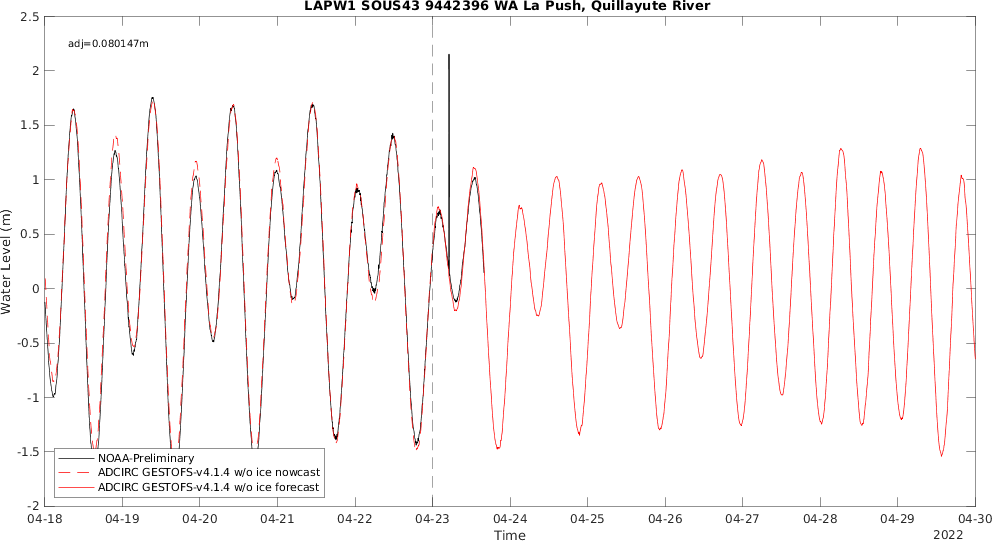 LAPW1 SOUS43 9442396 WA La Push, Quillayute River
2.5
adj=0.080147m
2
1.5
1
0.5
0
-0.5
-1
-1.5
-2
Water Level (m)
NOAA-Preliminary
ADCIRC GESTOFS-v4.1.4 w/o ice nowcast
ADCIRC GESTOFS-v4.1.4 w/o ice forecast
04-18 04-19 04-20 04-21 04-22 04-23 04-24 04-25 04-26 04-27 04-28 04-29 04-30
Time
2022